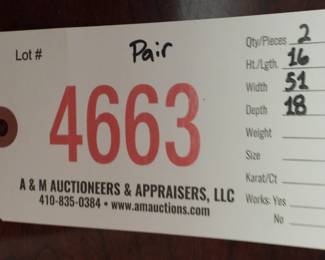 Lot #
Pair
4663
A & M AUCTIONEERS & APPRAISERS, LLC
410-835-0384 • www.amauctions.com
Qty/Pieces 2
Ht./Lgth. 16
Width 51
Depth 18
Weight
Size
Karat/Ct
Works: Yes
No